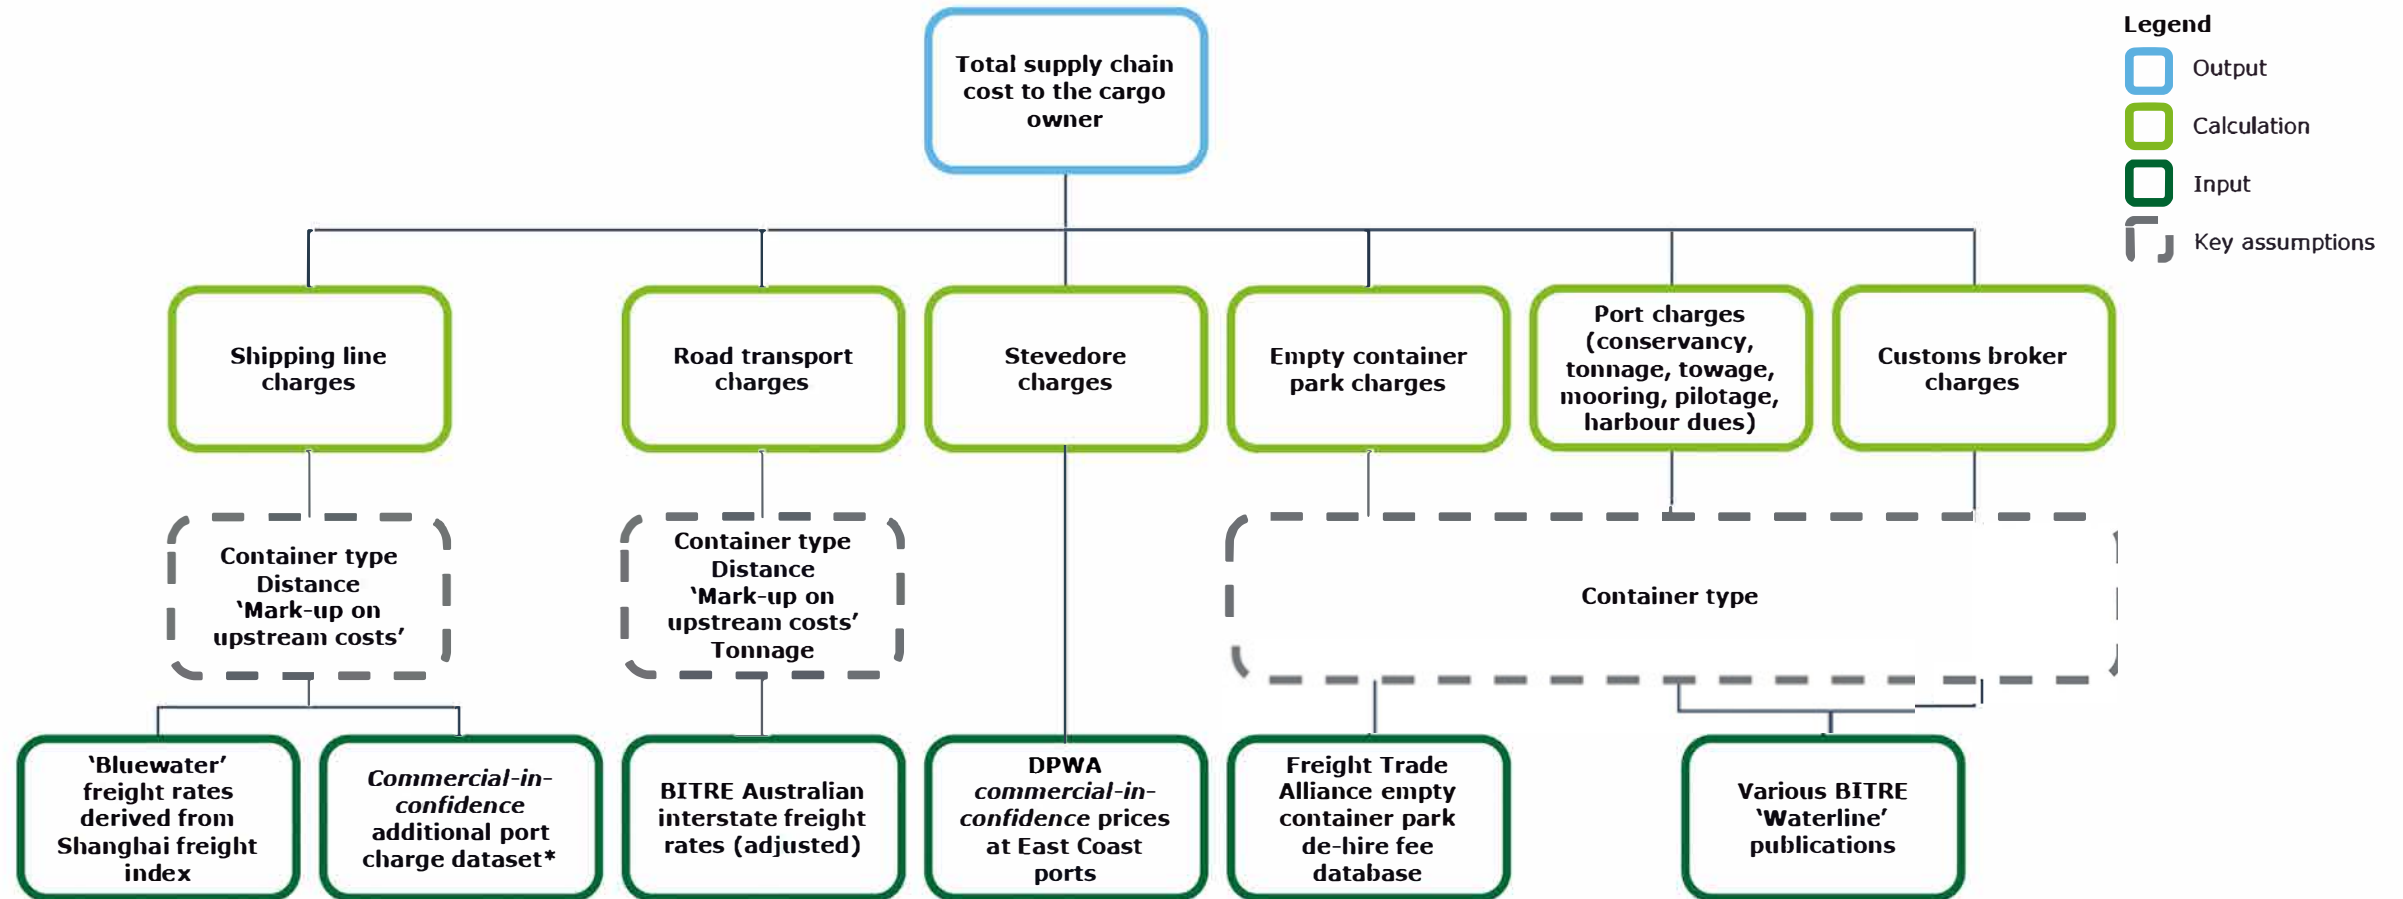 Total supply chain
cost to the cargo
owner
Legend
Output
Calculation
Input
Key assumptions
Shipping line
charges
Road transport
charges
Stevedore
charges
Empty container
park charges
Port charges
(conservancy,
tonnage, towage,
mooring, pilotage,
harbour dues)
Customs broker
charges
Container type
Distance
‘Mark-up on
upstream costs’
Container type
Distance
‘Mark-up on
upstream costs’
Tonnage
Container type
‘Bluewater’
freight rates
derived from
Shanghai freight
index
Commercial-in-
confidence
additional port
charge dataset*
BITRE Australian
interstate freight
rates (adjusted)
DPWA
commercial-in-
confidence prices
at East Coast
ports
Freight Trade
Alliance empty
container park
de-hire fee
database
Various BITRE
‘Waterline’
publications